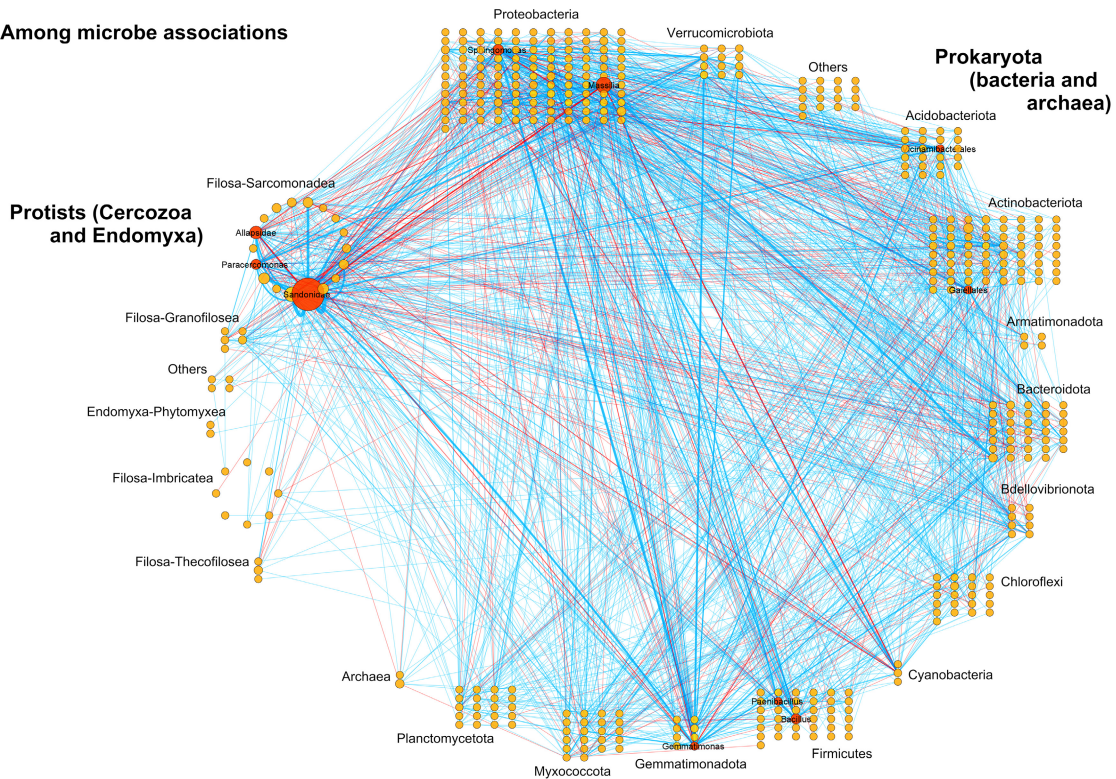 Among microbe associations
Proteobacteria
Verrucomicrobiota
Others
Prokaryota
(bacteria and
archaea)
Acidobacteriota
Massilia
Filosa-Sarcomonadea
Actinobacteriota
Protists (Cercozoa
and Endomyxa)
Allapsidae
Paracercomonas
Gaiellales
Sandonidae
Filosa-Granofilosea
Armatimonadota
Others
Bacteroidota
Endomyxa-Phytomyxea
Filosa-Imbricatea
Bdellovibrionota
Filosa-Thecofilosea
Chloroflexi
Archaea
Cyanobacteria
Paenibacillus
Bacillus
Planctomycetota
Gemmatimonas
Firmicutes
Gemmatimonadota
Myxococcota